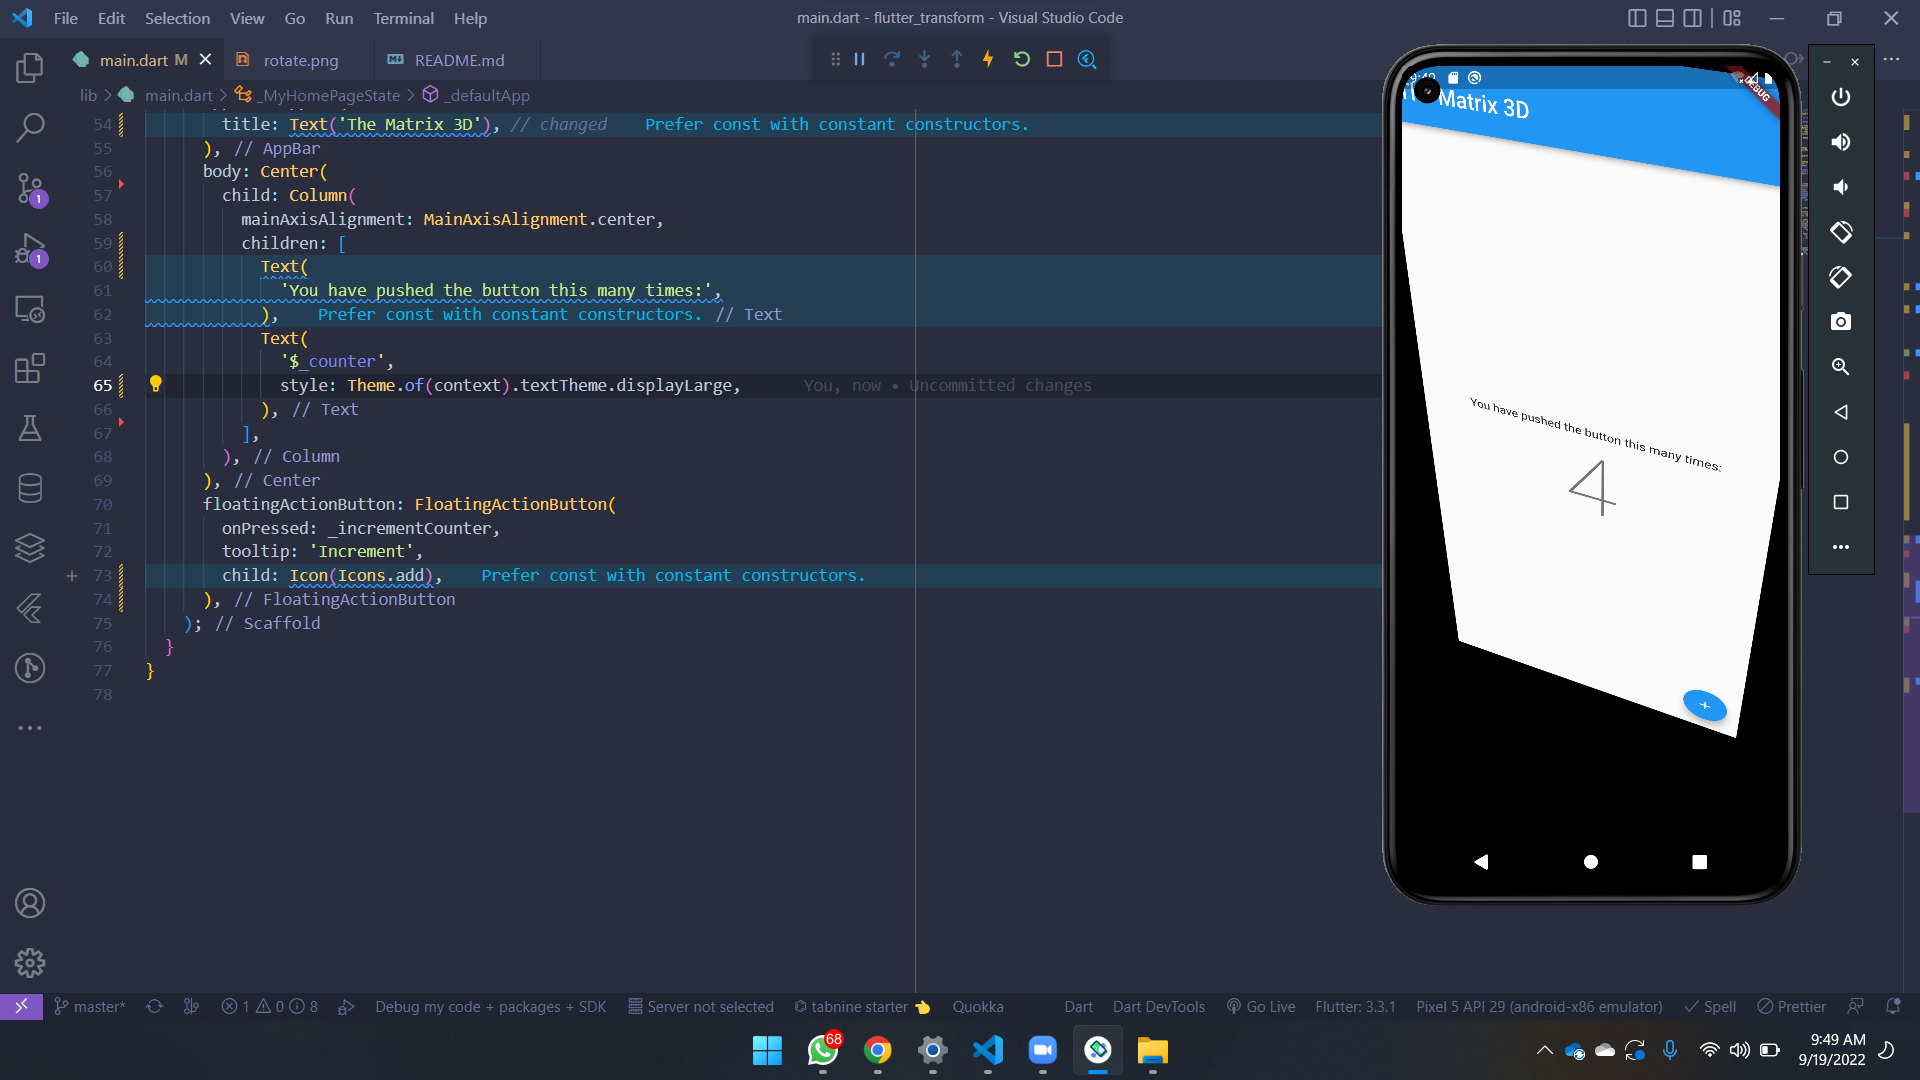 File Edit Selection View Go Run Terminal Help
main.dart - flutter_transform - Visual Studio Code
main.dart M
rotate.png
README.md
lib > main.dart > _MyHomePageState > _defaultApp
54 title: Text('The Matrix 3D'), // changed Prefer const with constant constructors.
55 ), // AppBar
56 body: Center(
57 child: Column(
58 mainAxisAlignment: MainAxisAlignment.center,
59 children: [
60 Text(
61 'You have pushed the button this many times:',
62 ), Prefer const with constant constructors. // Text
63 Text(
64 '$_counter',
65 style: Theme.of(context).textTheme.displayLarge, You, now • Uncommitted changes
66 ), // Text
67 ],
68 ), // Column
69 ), // Center
70 floatingActionButton: FloatingActionButton(
71 onPressed: _incrementCounter,
72 tooltip: 'Increment',
73 child: Icon(Icons.add), Prefer const with constant constructors.
74 ), // FloatingActionButton
75 ); // Scaffold
76 }
77 }
78
1
1
Matrix 3D
You have pushed the button this many times:
4
master* 1 0 8 Debug my code + packages + SDK Server not selected tabnine starter Quokka Dart Dart DevTools Go Live Flutter: 3.3.1 Pixel 5 API 29 (android-x86 emulator) Spell Prettier
68
9:49 AM
9/19/2022